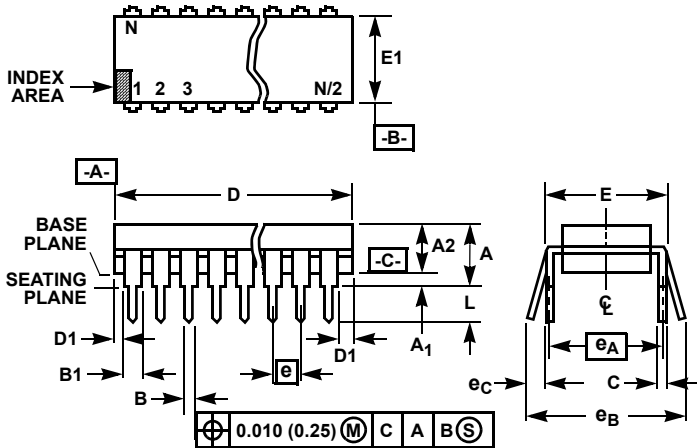 N
E1
INDEX
AREA
1 2 3 N/2
-B-
-A-
D
E
BASE
PLANE
A2
A
-C-
SEATING
PLANE
L
℄
D1
A1
D1
eA
B1
e
eC
C
B
eB
⌖ 0.010 (0.25) Ⓜ C A B Ⓢ